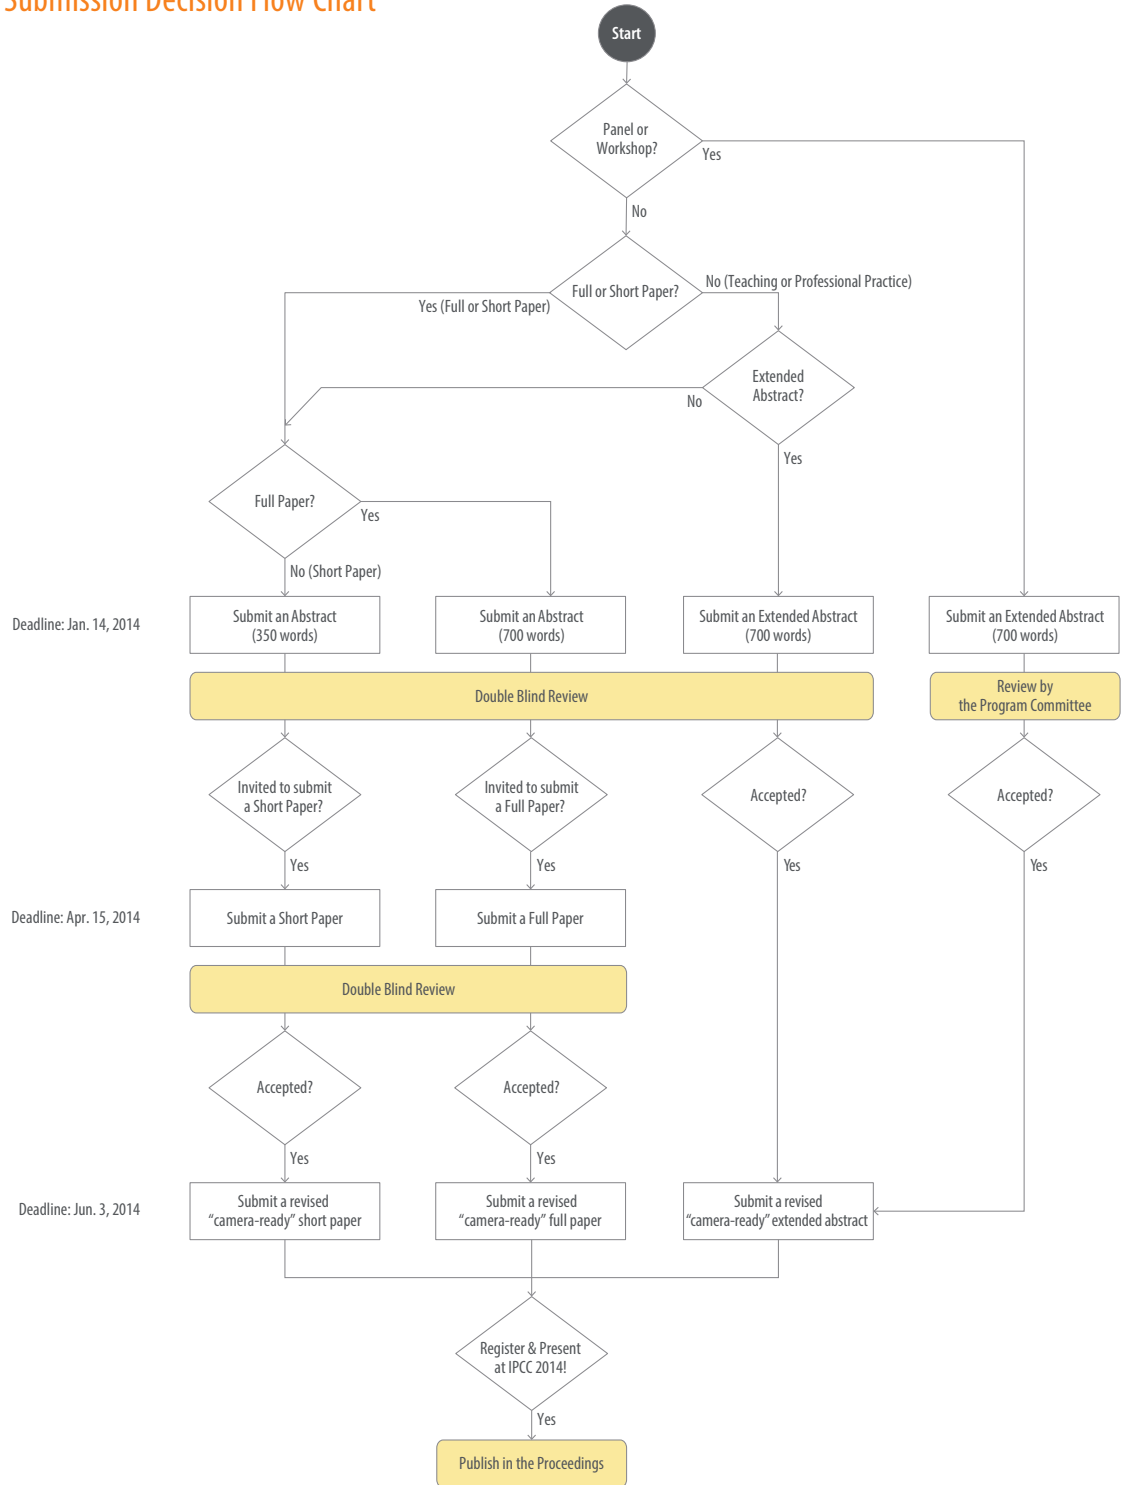 Submission Decision Flow Chart
Start
Panel or
Workshop?
Yes
No
Full or Short Paper?
No (Teaching or Professional Practice)
Yes (Full or Short Paper)
Extended
Abstract?
No
Yes
Full Paper?
Yes
No (Short Paper)
Deadline: Jan. 14, 2014
Submit an Abstract
(350 words)
Submit an Abstract
(700 words)
Submit an Extended Abstract
(700 words)
Submit an Extended Abstract
(700 words)
Double Blind Review
Review by
the Program Committee
Invited to submit
a Short Paper?
Invited to submit
a Full Paper?
Accepted?
Accepted?
Yes
Yes
Yes
Yes
Deadline: Apr. 15, 2014
Submit a Short Paper
Submit a Full Paper
Double Blind Review
Accepted?
Accepted?
Yes
Yes
Deadline: Jun. 3, 2014
Submit a revised
“camera-ready” short paper
Submit a revised
“camera-ready” full paper
Submit a revised
“camera-ready” extended abstract
Register & Present
at IPCC 2014!
Yes
Publish in the Proceedings